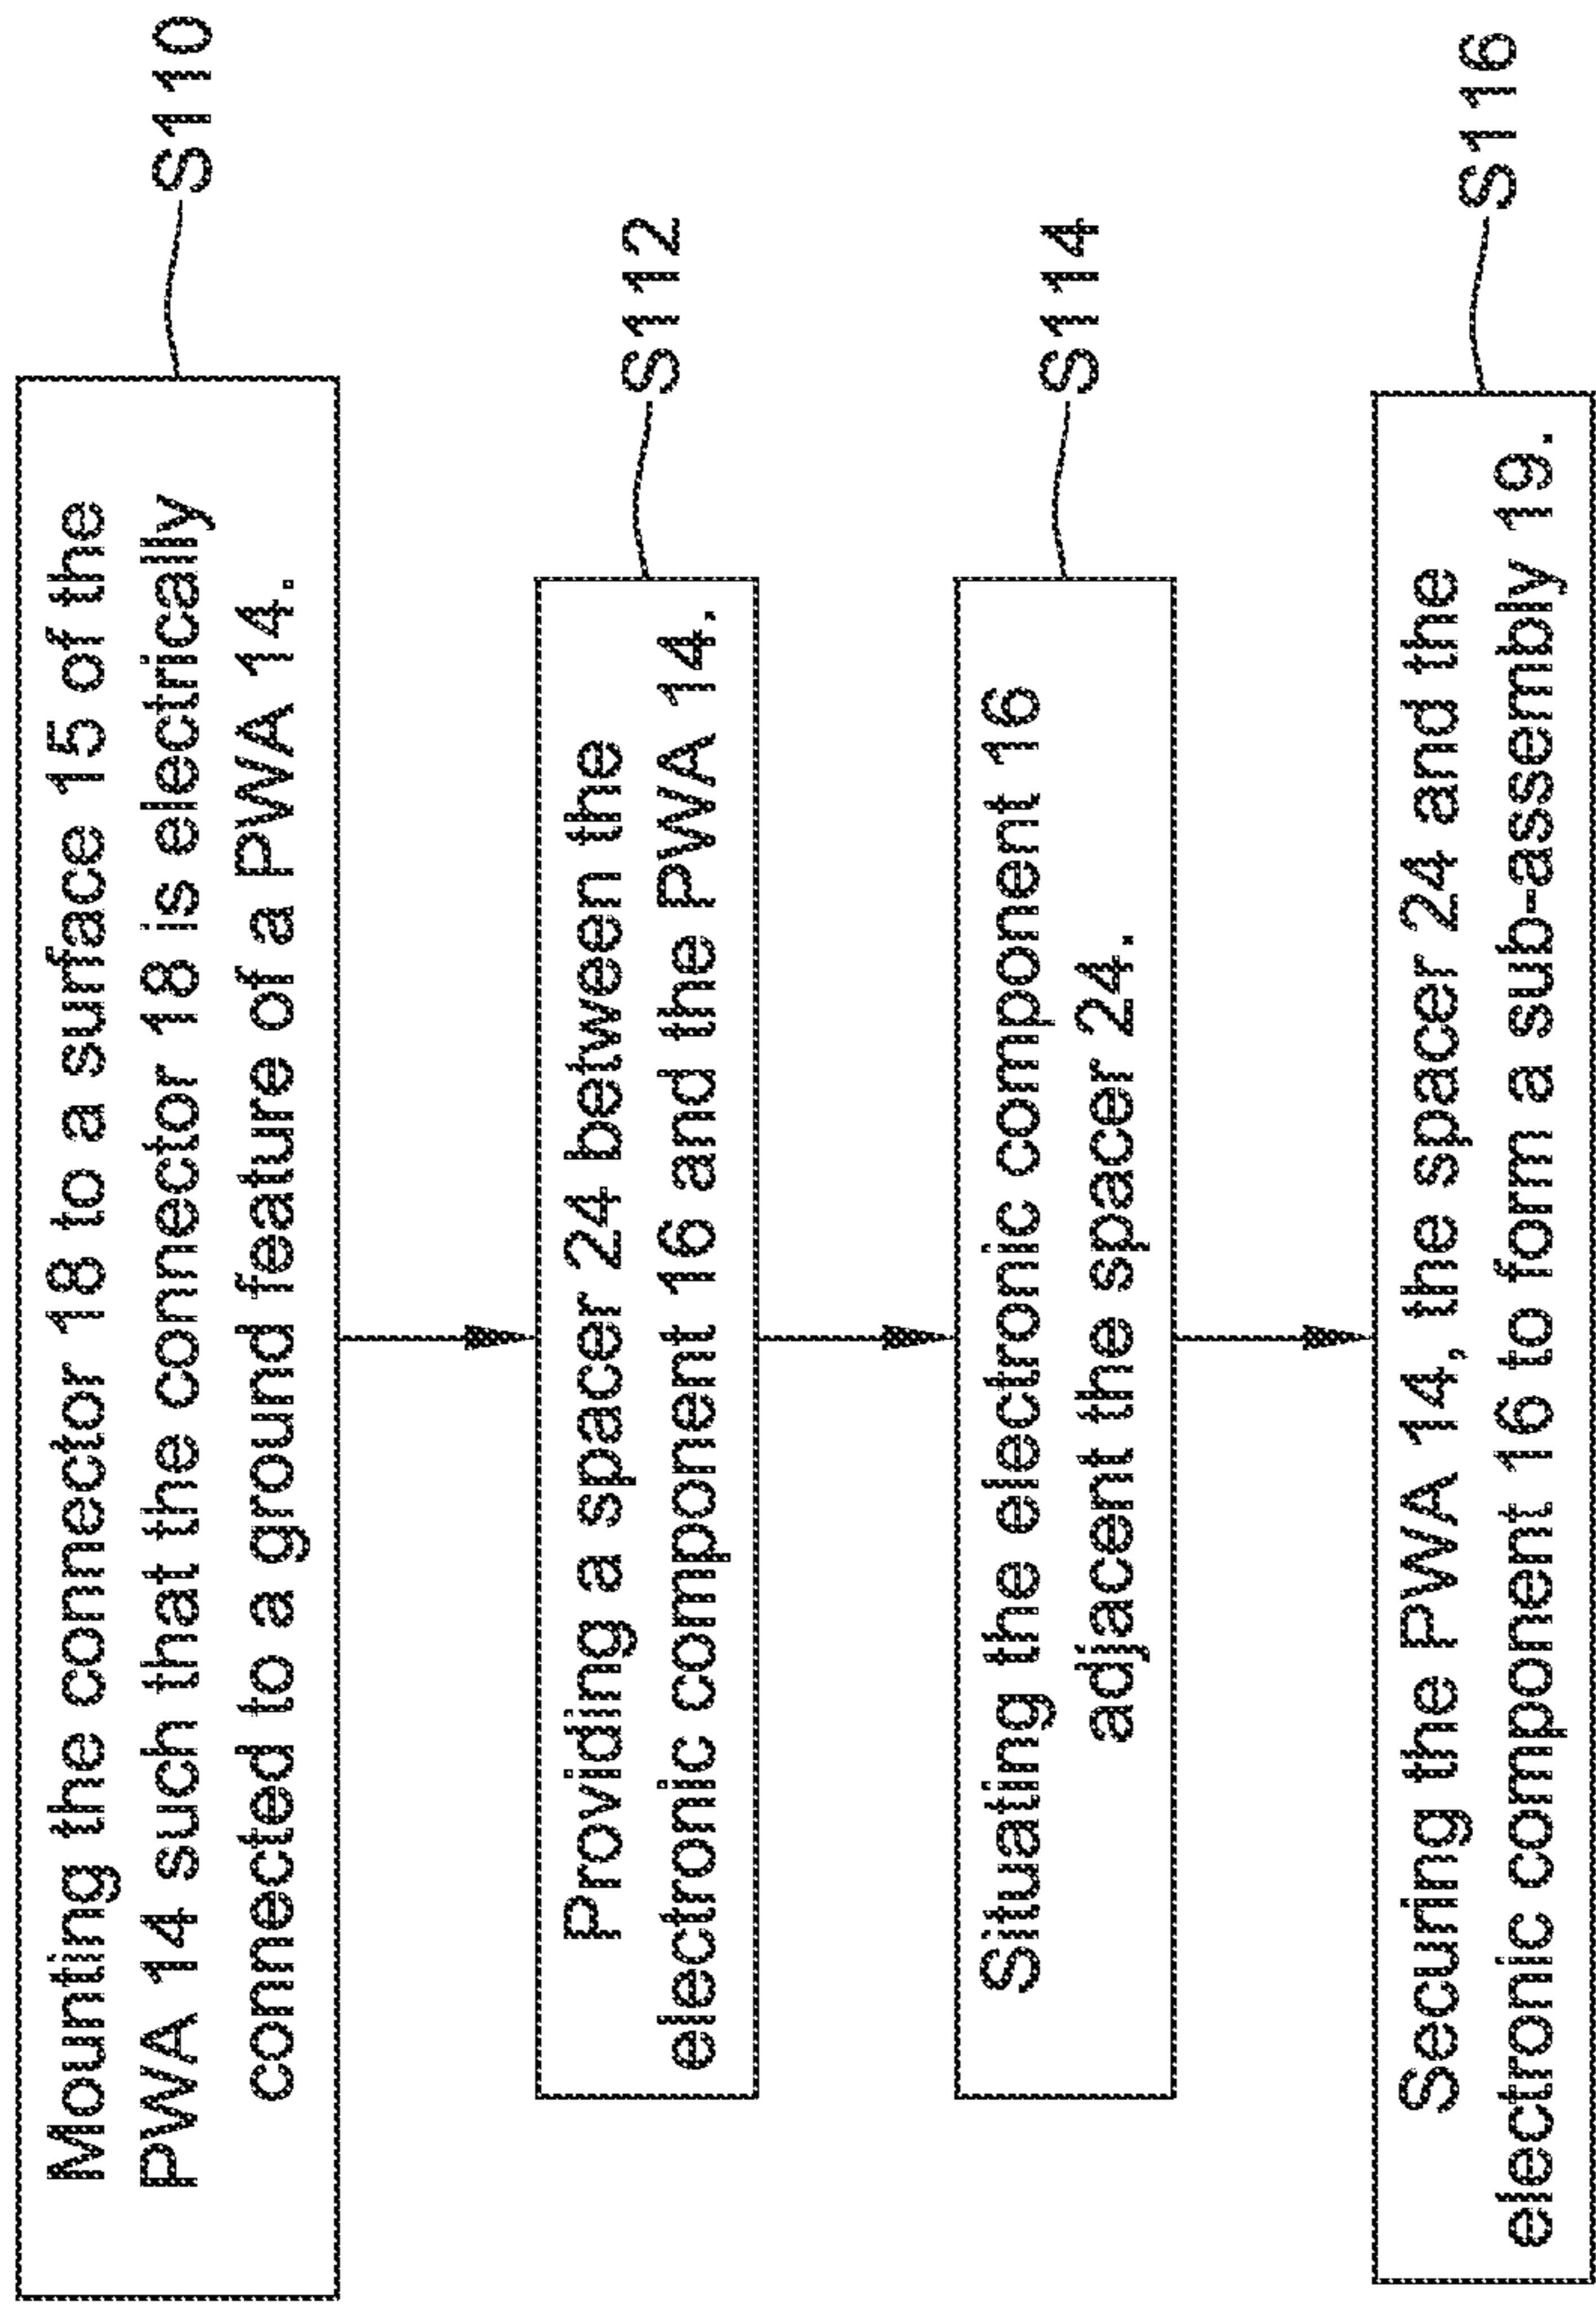 Mounting the connector 18 to a surface 15 of the
PWA 14 such that the connector 18 is electrically
connected to a ground feature of a PWA 14.
S110
Providing a spacer 24 between the
electronic component 16 and the PWA 14.
S112
Situating the electronic component 16
adjacent the spacer 24.
S114
Securing the PWA 14, the spacer 24 and the
electronic component 16 to form a sub-assembly 19.
S116